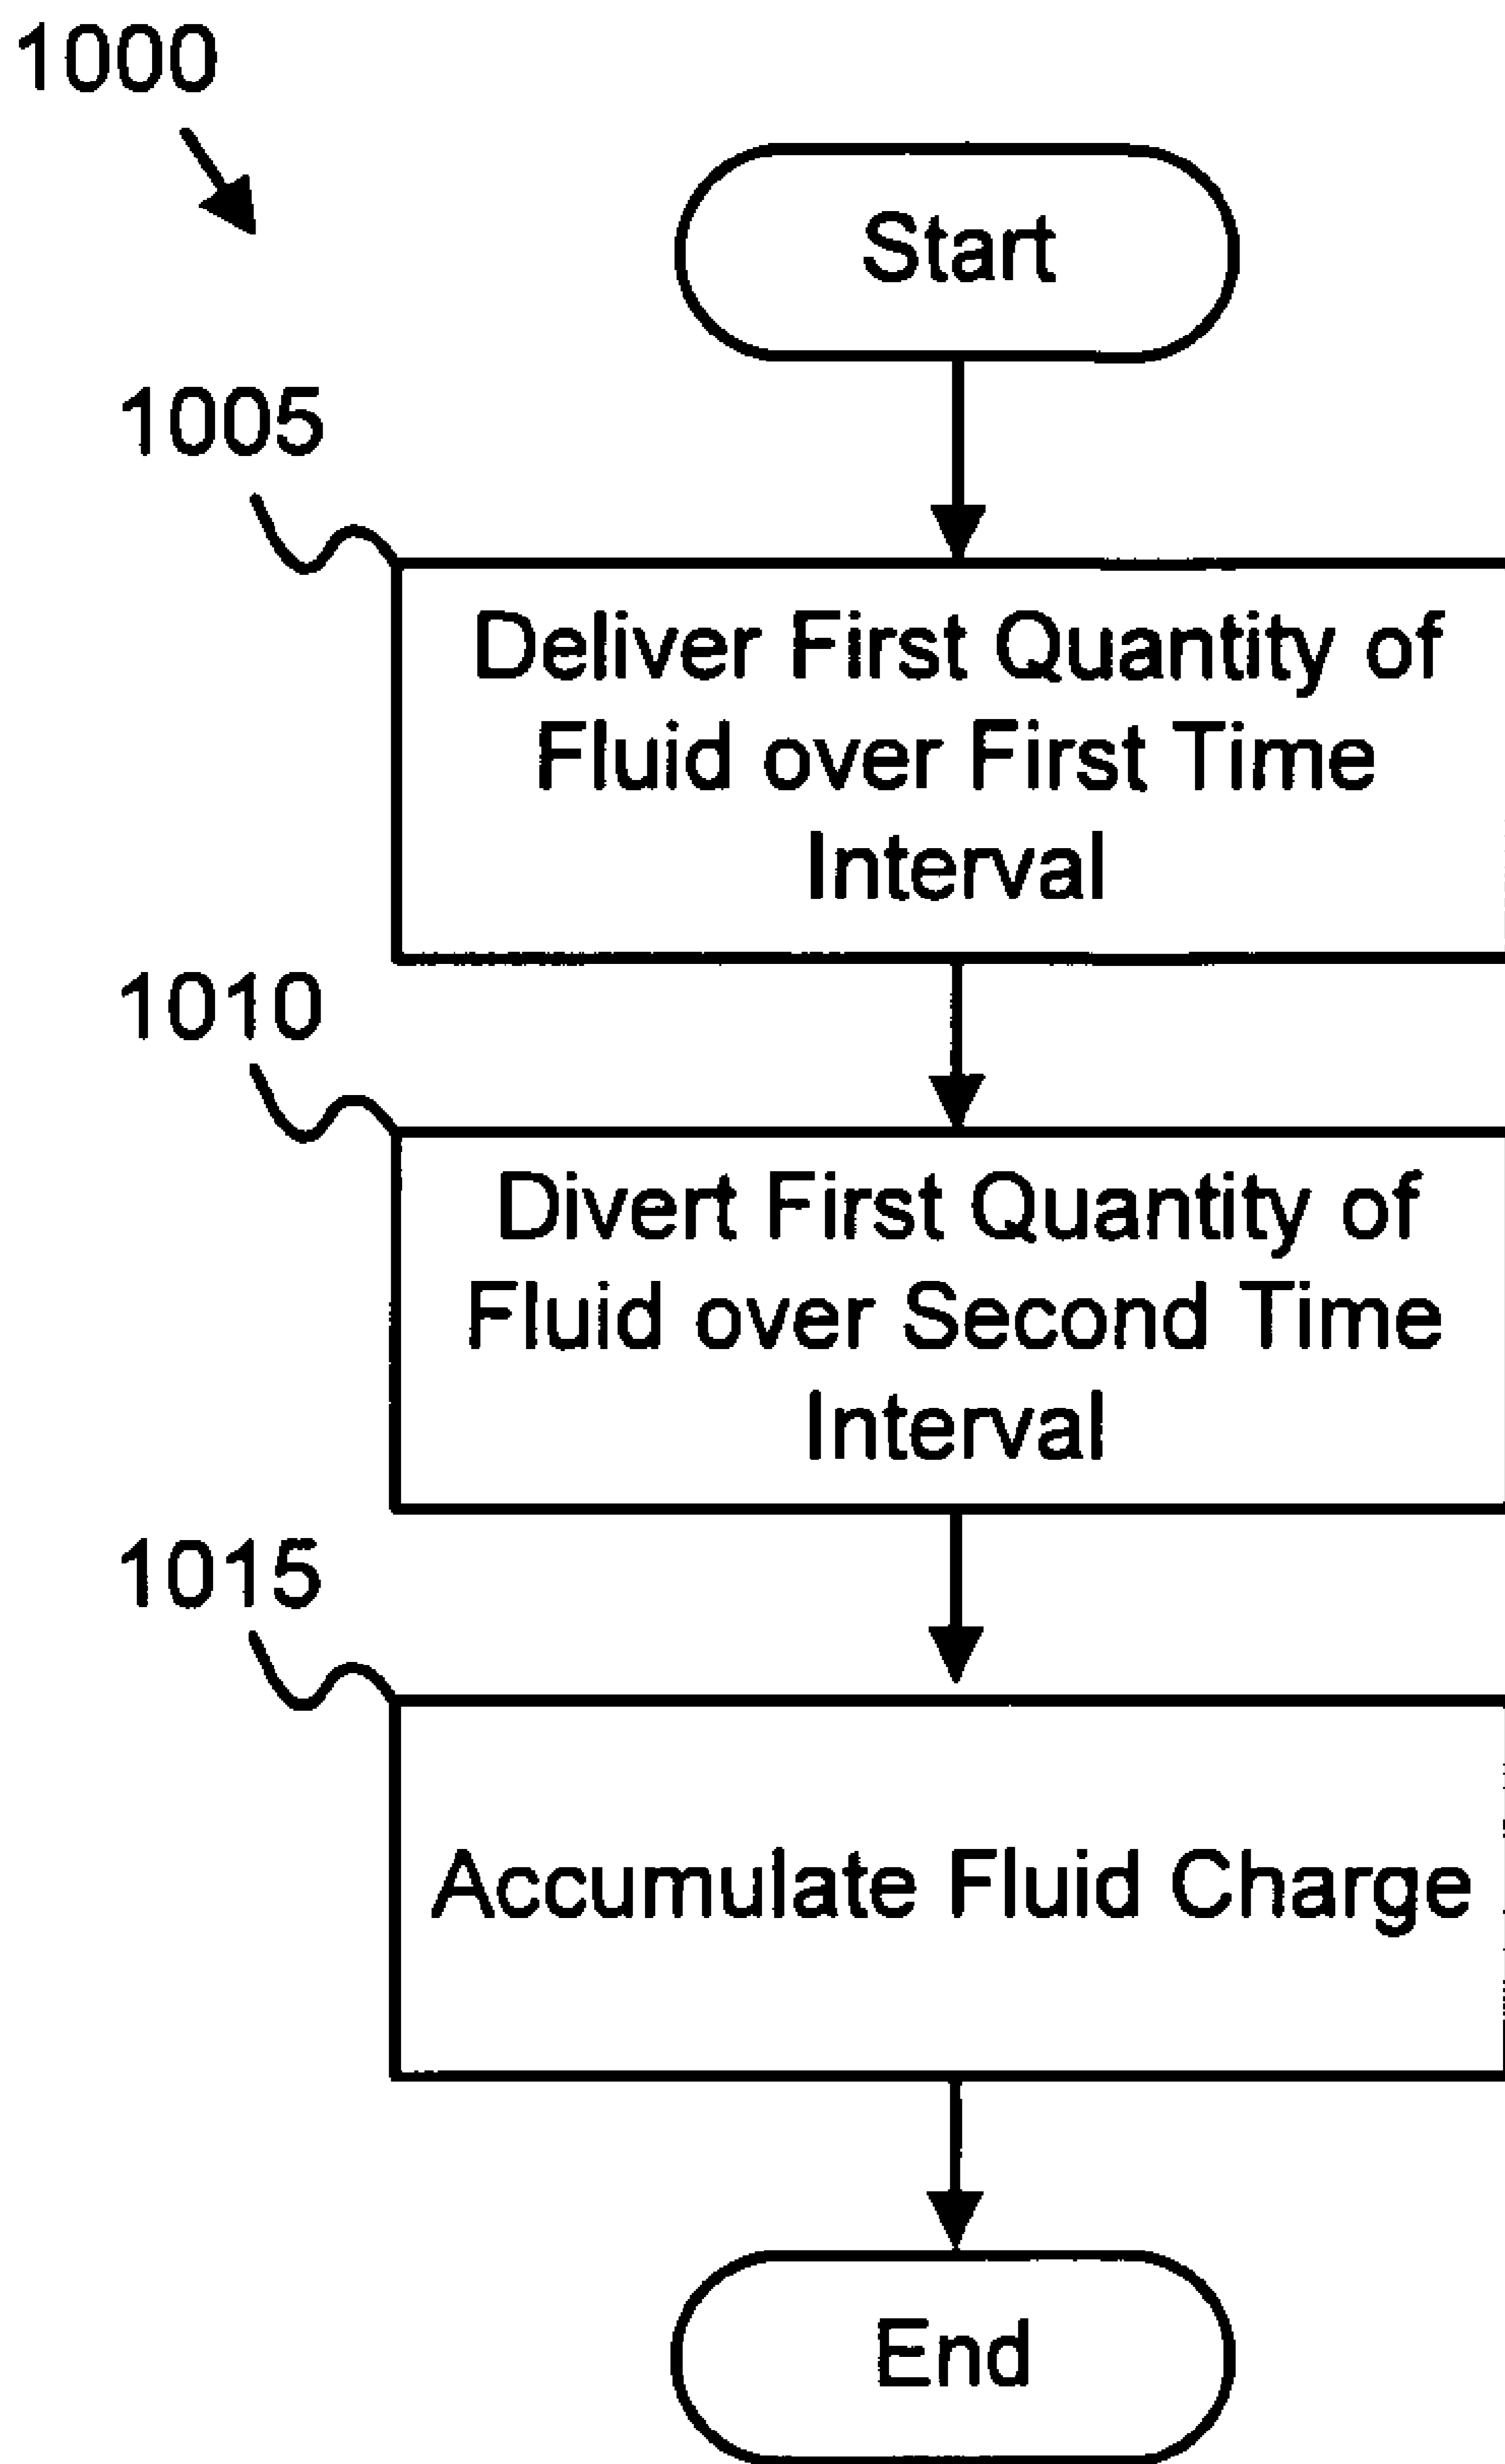 1000
Start
1005
Deliver First Quantity of
Fluid over First Time
Interval
1010
Divert First Quantity of
Fluid over Second Time
Interval
1015
Accumulate Fluid Charge
End